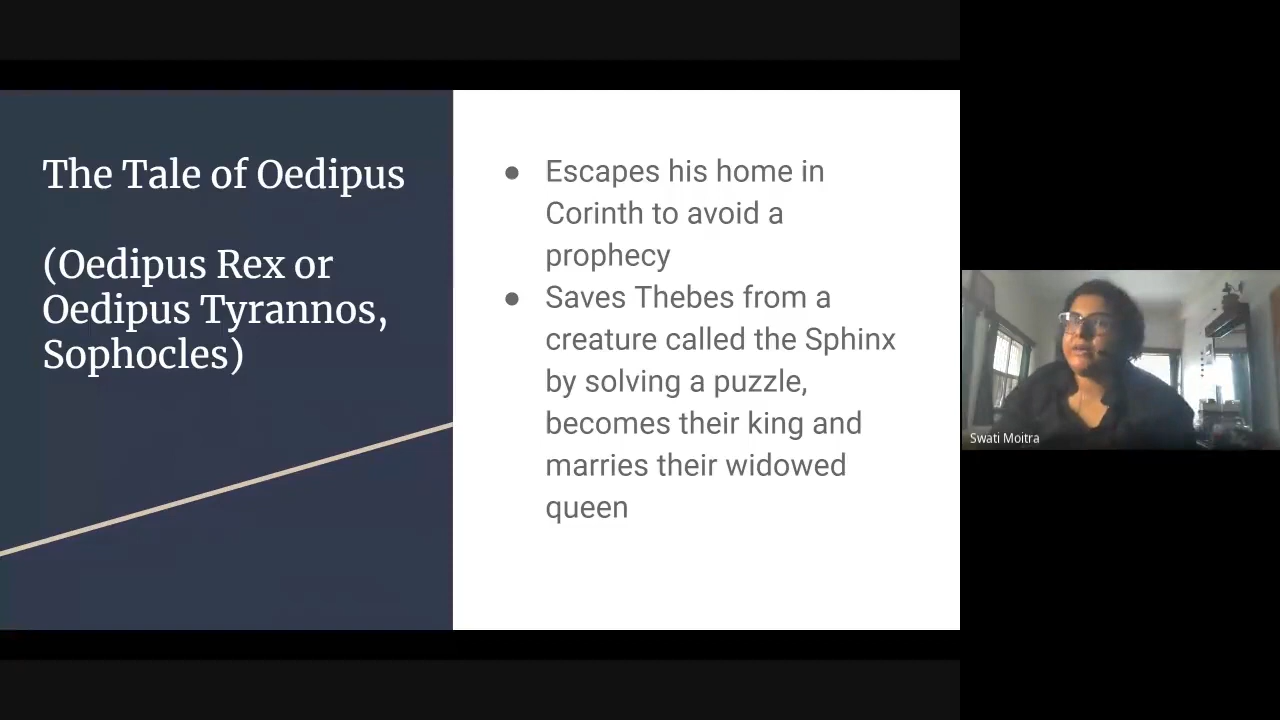 The Tale of Oedipus
(Oedipus Rex or
Oedipus Tyrannos,
Sophocles)
● Escapes his home in
Corinth to avoid a
prophecy
● Saves Thebes from a
creature called the Sphinx
by solving a puzzle,
becomes their king and
marries their widowed
queen
Swati Moitra